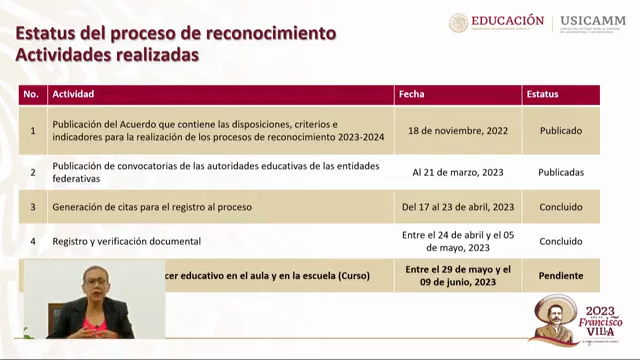 Estatus del proceso de reconocimiento
Actividades realizadas
EDUCACIÓN
USICAMM
No.
Actividad
Fecha
Estatus
1
Publicación del Acuerdo que contiene las disposiciones, criterios e
indicadores para la realización de los procesos de reconocimiento 2023-2024
18 de noviembre, 2022
Publicado
2
Publicación de convocatorias de las autoridades educativas de las entidades
federativas
Al 21 de marzo, 2023
Publicadas
3
Generación de citas para el registro al proceso
Del 17 al 23 de abril, 2023
Concluido
4
Registro y verificación documental
Entre el 24 de abril y el 05
de mayo, 2023
Concluido
educativo en el aula y en la escuela (Curso)
Entre el 29 de mayo y el
09 de junio, 2023
Pendiente
2023
Francisco
VILLA